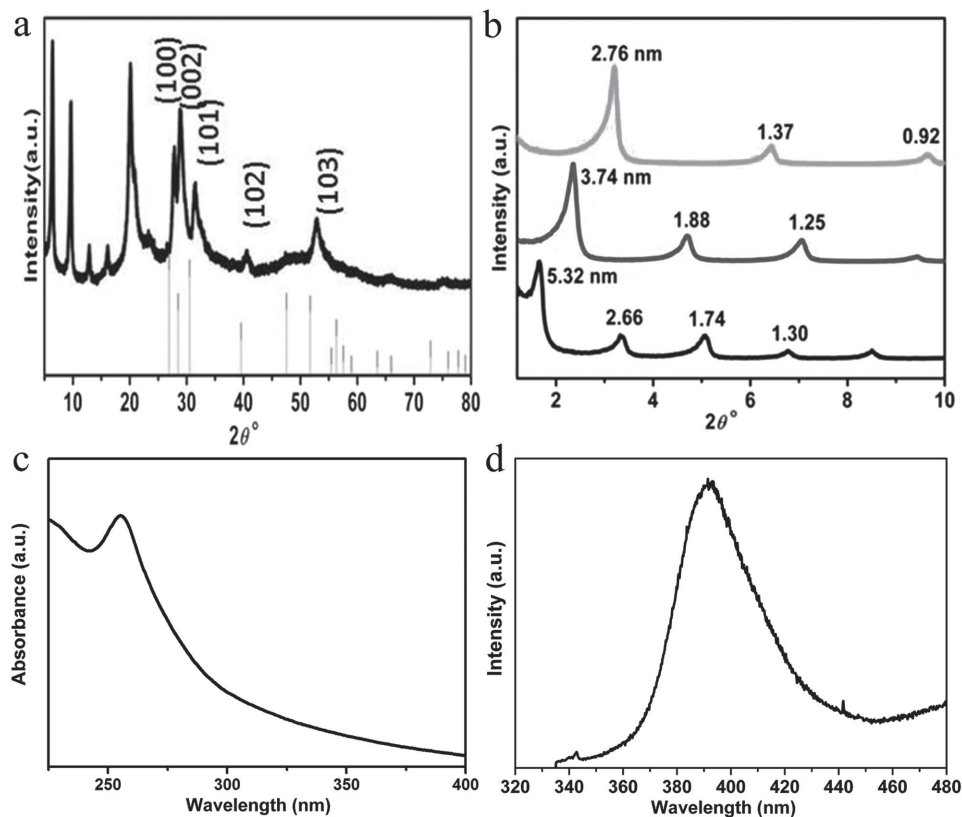 a
Intensity(a.u.)
(100)
(002)
(101)
(102)
(103)
10 20 30 40 50 60 70 80
2θ°
b
Intensity (a.u.)
2.76 nm
1.37
0.92
3.74 nm
1.88
1.25
5.32 nm
2.66
1.74
1.30
2 4 6 8 10
2θ°
c
Absorbance (a.u.)
250 300 350 400
Wavelength (nm)
d
Intensity (a.u.)
320 340 360 380 400 420 440 460 480
Wavelength (nm)